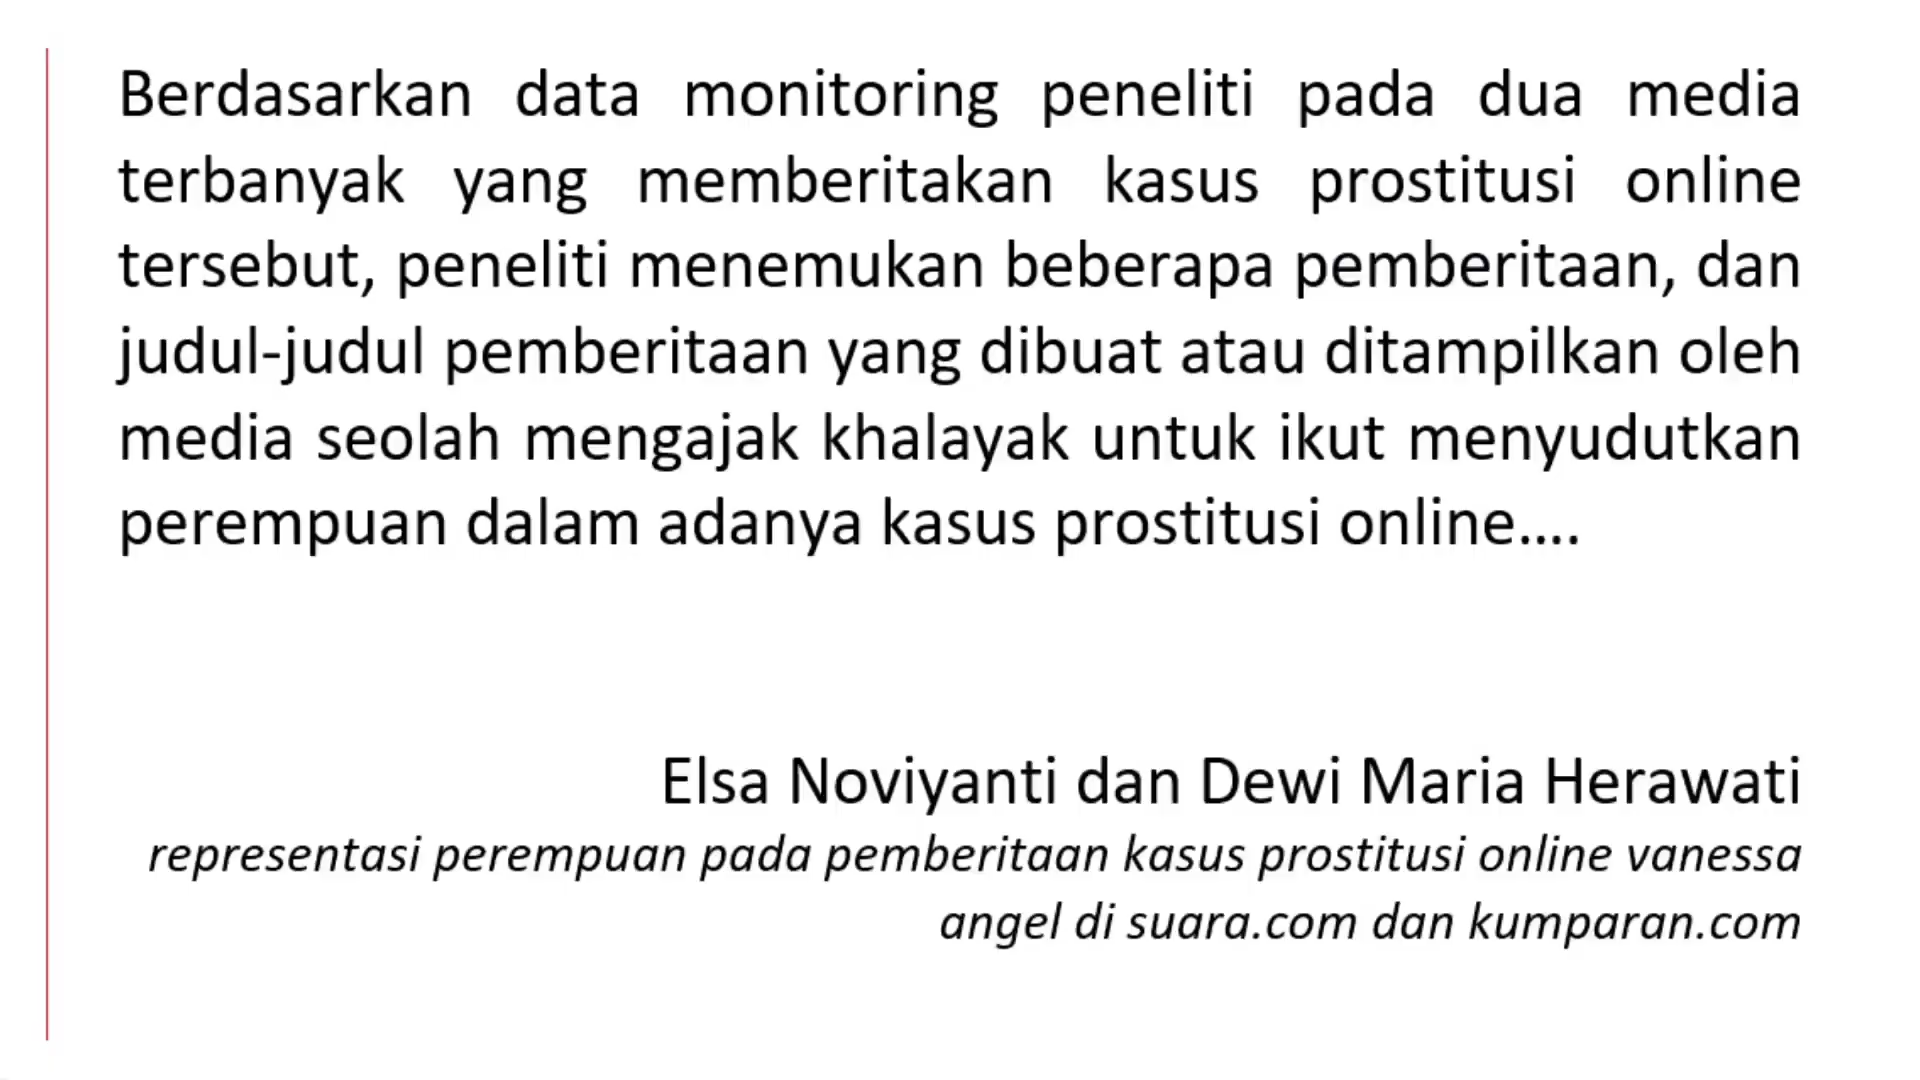 Berdasarkan data monitoring peneliti pada dua media
terbanyak yang memberitakan kasus prostitusi online
tersebut, peneliti menemukan beberapa pemberitaan, dan
judul-judul pemberitaan yang dibuat atau ditampilkan oleh
media seolah mengajak khalayak untuk ikut menyudutkan
perempuan dalam adanya kasus prostitusi online....
Elsa Noviyanti dan Dewi Maria Herawati
representasi perempuan pada pemberitaan kasus prostitusi online vanessa
angel di suara.com dan kumparan.com